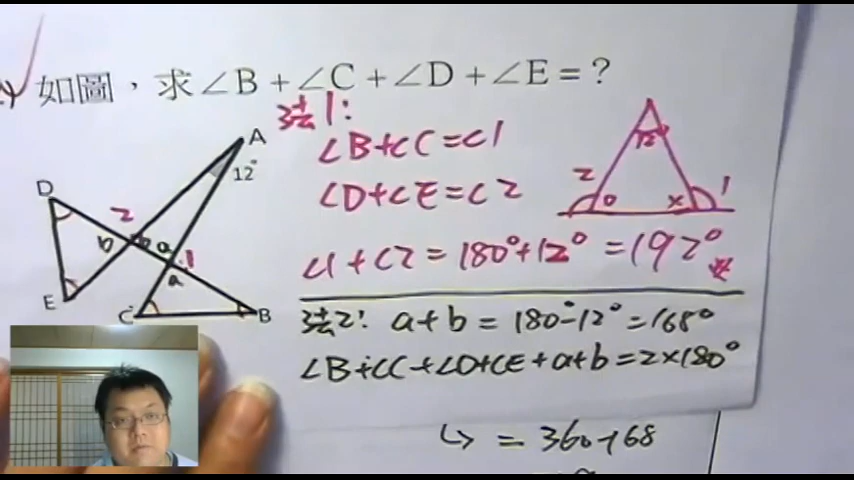 如圖，求∠B+∠C+∠D+∠E=?
法1:
∠B+∠C=∠1
∠D+∠E=∠2
∠1+∠2=180°+12°=192°
法2: a+b=180-12°=168°
∠B+∠C+∠D+∠E+a+b=2×180°
↳ =360-168
A
12°
D
2
b
b
a
1
a
E
C
B
12°
2
1
o
x